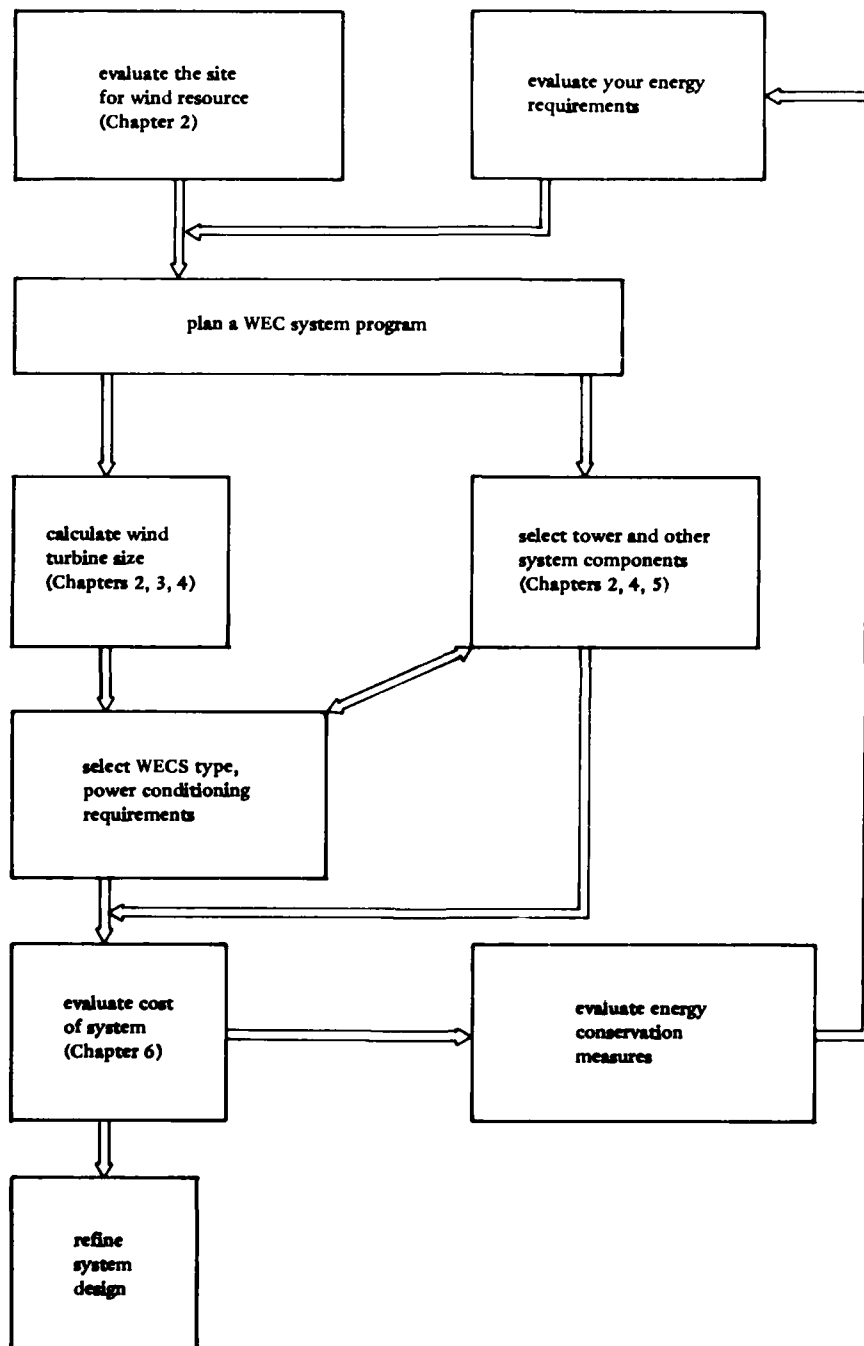 evaluate the site
for wind resource
(Chapter 2)
evaluate your energy
requirements
plan a WEC system program
calculate wind
turbine size
(Chapters 2, 3, 4)
select tower and other
system components
(Chapters 2, 4, 5)
select WECS type,
power conditioning
requirements
evaluate cost
of system
(Chapter 6)
evaluate energy
conservation
measures
refine
system
design